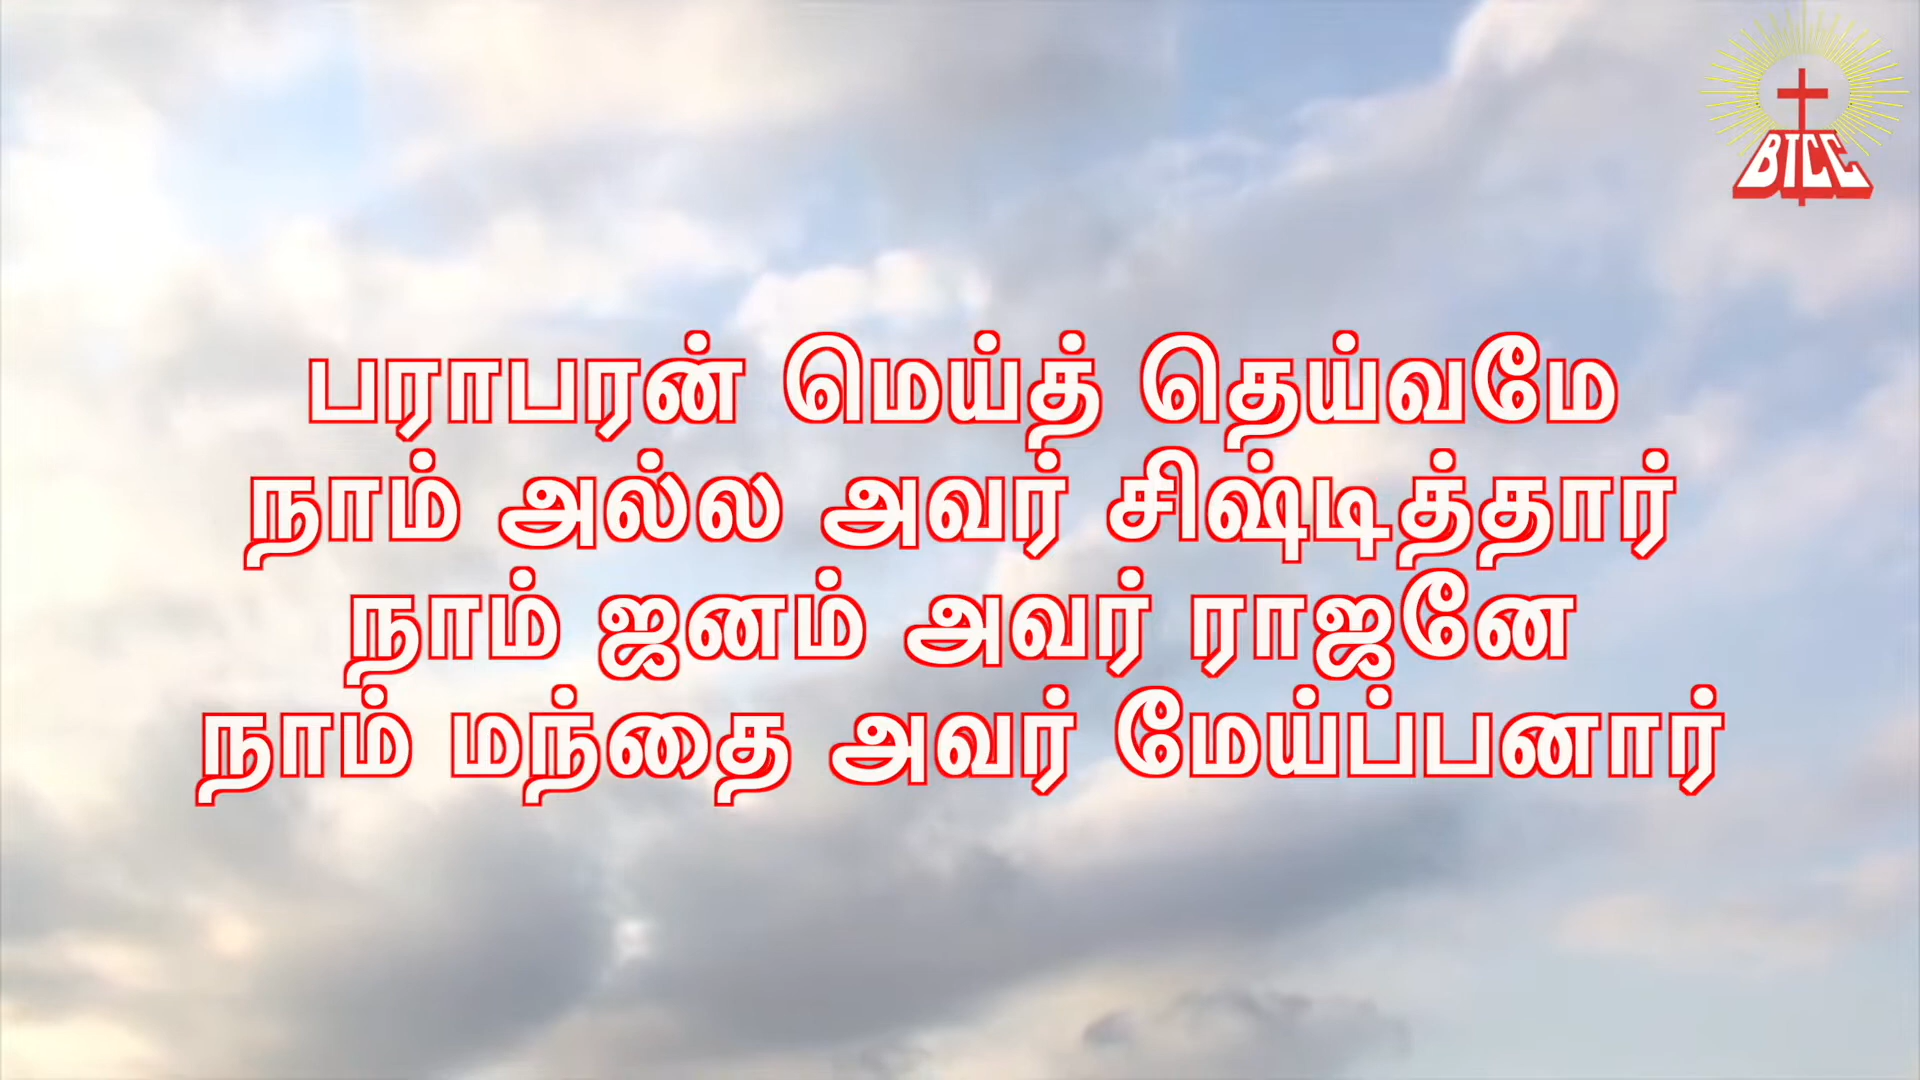 BTCC
பராபரன் மெய்த் தெய்வமே
நாம் அல்ல அவர் சிஷ்டித்தார்
நாம் ஜனம் அவர் ராஜனே
நாம் மந்தை அவர் மேய்ப்பனார்